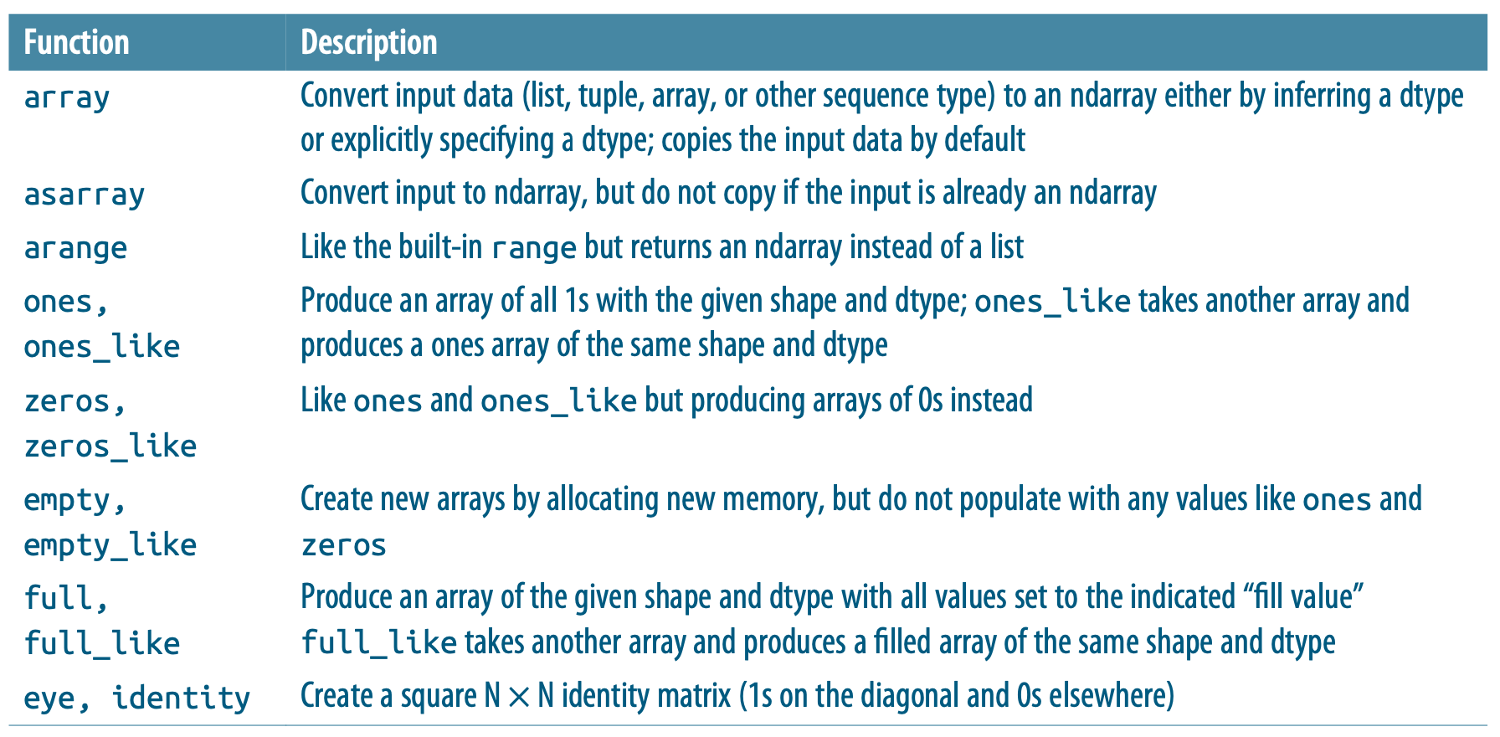 Function Description
array Convert input data (list, tuple, array, or other sequence type) to an ndarray either by inferring a dtype
or explicitly specifying a dtype; copies the input data by default
asarray Convert input to ndarray, but do not copy if the input is already an ndarray
arange Like the built-in range but returns an ndarray instead of a list
ones, Produce an array of all 1s with the given shape and dtype; ones_like takes another array and
ones_like produces a ones array of the same shape and dtype
zeros, Like ones and ones_like but producing arrays of 0s instead
zeros_like
empty, Create new arrays by allocating new memory, but do not populate with any values like ones and
empty_like zeros
full, Produce an array of the given shape and dtype with all values set to the indicated “fill value”
full_like full_like takes another array and produces a filled array of the same shape and dtype
eye, identity Create a square N × N identity matrix (1s on the diagonal and 0s elsewhere)